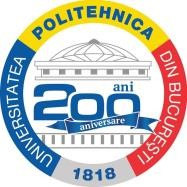 UNIVERSITATEA
POLITEHNICA
DIN BUCUREȘTI
200 ani
aniversare
1818